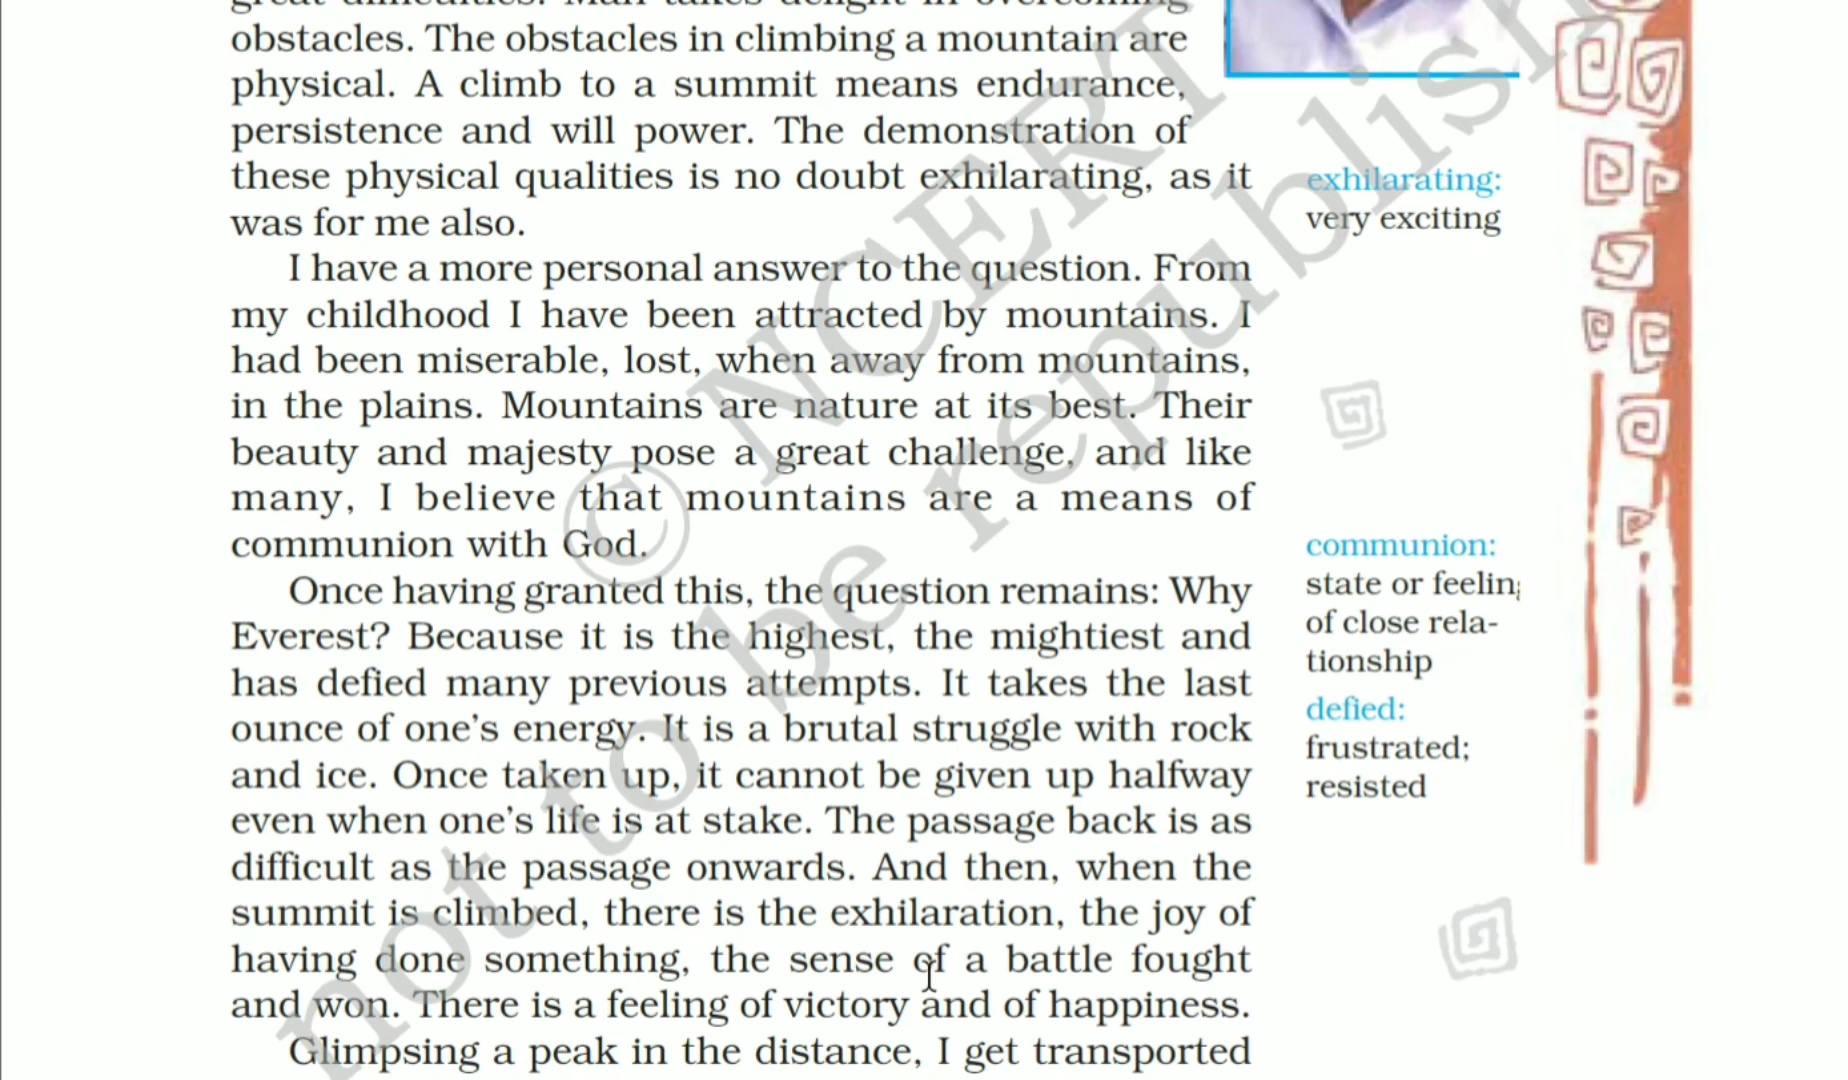 great difficulties. Man takes delight in overcoming
obstacles. The obstacles in climbing a mountain are
physical. A climb to a summit means endurance,
persistence and will power. The demonstration of
these physical qualities is no doubt exhilarating, as it
was for me also.
exhilarating:
very exciting
I have a more personal answer to the question. From
my childhood I have been attracted by mountains. I
had been miserable, lost, when away from mountains,
in the plains. Mountains are nature at its best. Their
beauty and majesty pose a great challenge, and like
many, I believe that mountains are a means of
communion with God.
communion:
state or feeling
of close rela-
tionship
Once having granted this, the question remains: Why
Everest? Because it is the highest, the mightiest and
has defied many previous attempts. It takes the last
ounce of one's energy. It is a brutal struggle with rock
and ice. Once taken up, it cannot be given up halfway
even when one's life is at stake. The passage back is as
difficult as the passage onwards. And then, when the
summit is climbed, there is the exhilaration, the joy of
having done something, the sense of a battle fought
and won. There is a feeling of victory and of happiness.
defied:
frustrated;
resisted
Glimpsing a peak in the distance, I get transported
© NCERT
not to be republish